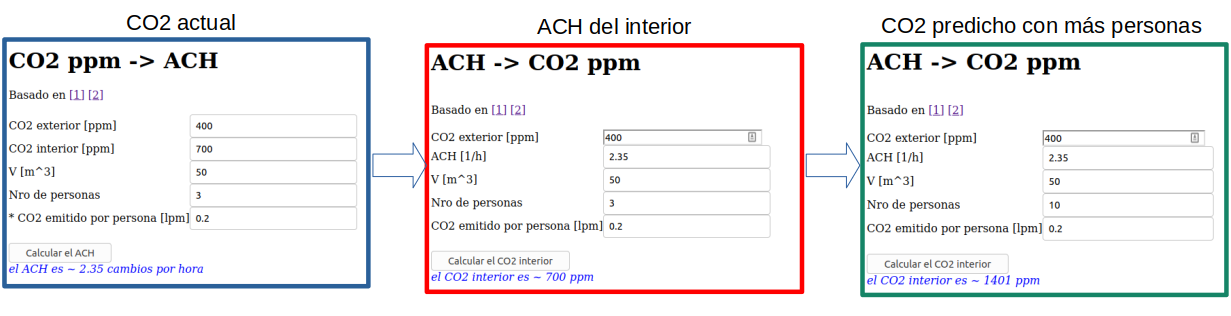 CO2 actual
CO2 ppm -> ACH
Basado en [1] [2]
CO2 exterior [ppm] 400
CO2 interior [ppm] 700
V [m^3] 50
Nro de personas 3
* CO2 emitido por persona [lpm] 0.2
Calcular el ACH
el ACH es ~ 2.35 cambios por hora
ACH del interior
ACH -> CO2 ppm
Basado en [1] [2]
CO2 exterior [ppm] 400
ACH [1/h] 2.35
V [m^3] 50
Nro de personas 3
CO2 emitido por persona [lpm] 0.2
Calcular el CO2 interior
el CO2 interior es ~ 700 ppm
CO2 predicho con más personas
ACH -> CO2 ppm
Basado en [1] [2]
CO2 exterior [ppm] 400
ACH [1/h] 2.35
V [m^3] 50
Nro de personas 10
CO2 emitido por persona [lpm] 0.2
Calcular el CO2 interior
el CO2 interior es ~ 1401 ppm